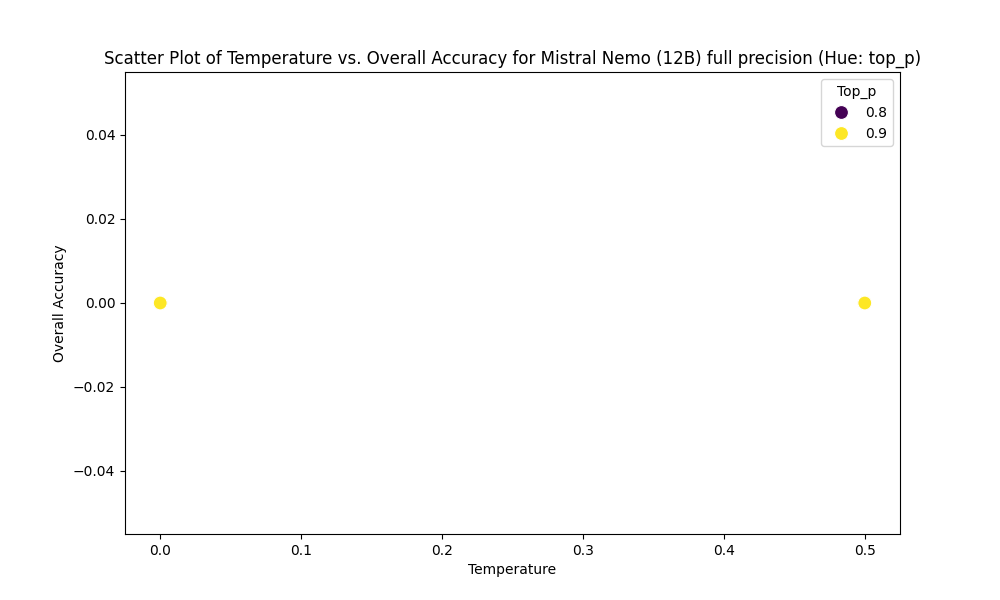 Scatter Plot of Temperature vs. Overall Accuracy for Mistral Nemo (12B) full precision (Hue: top_p)
Top_p
0.8
0.9
0.04
0.02
0.00
−0.02
−0.04
Overall Accuracy
0.0 0.1 0.2 0.3 0.4 0.5
Temperature